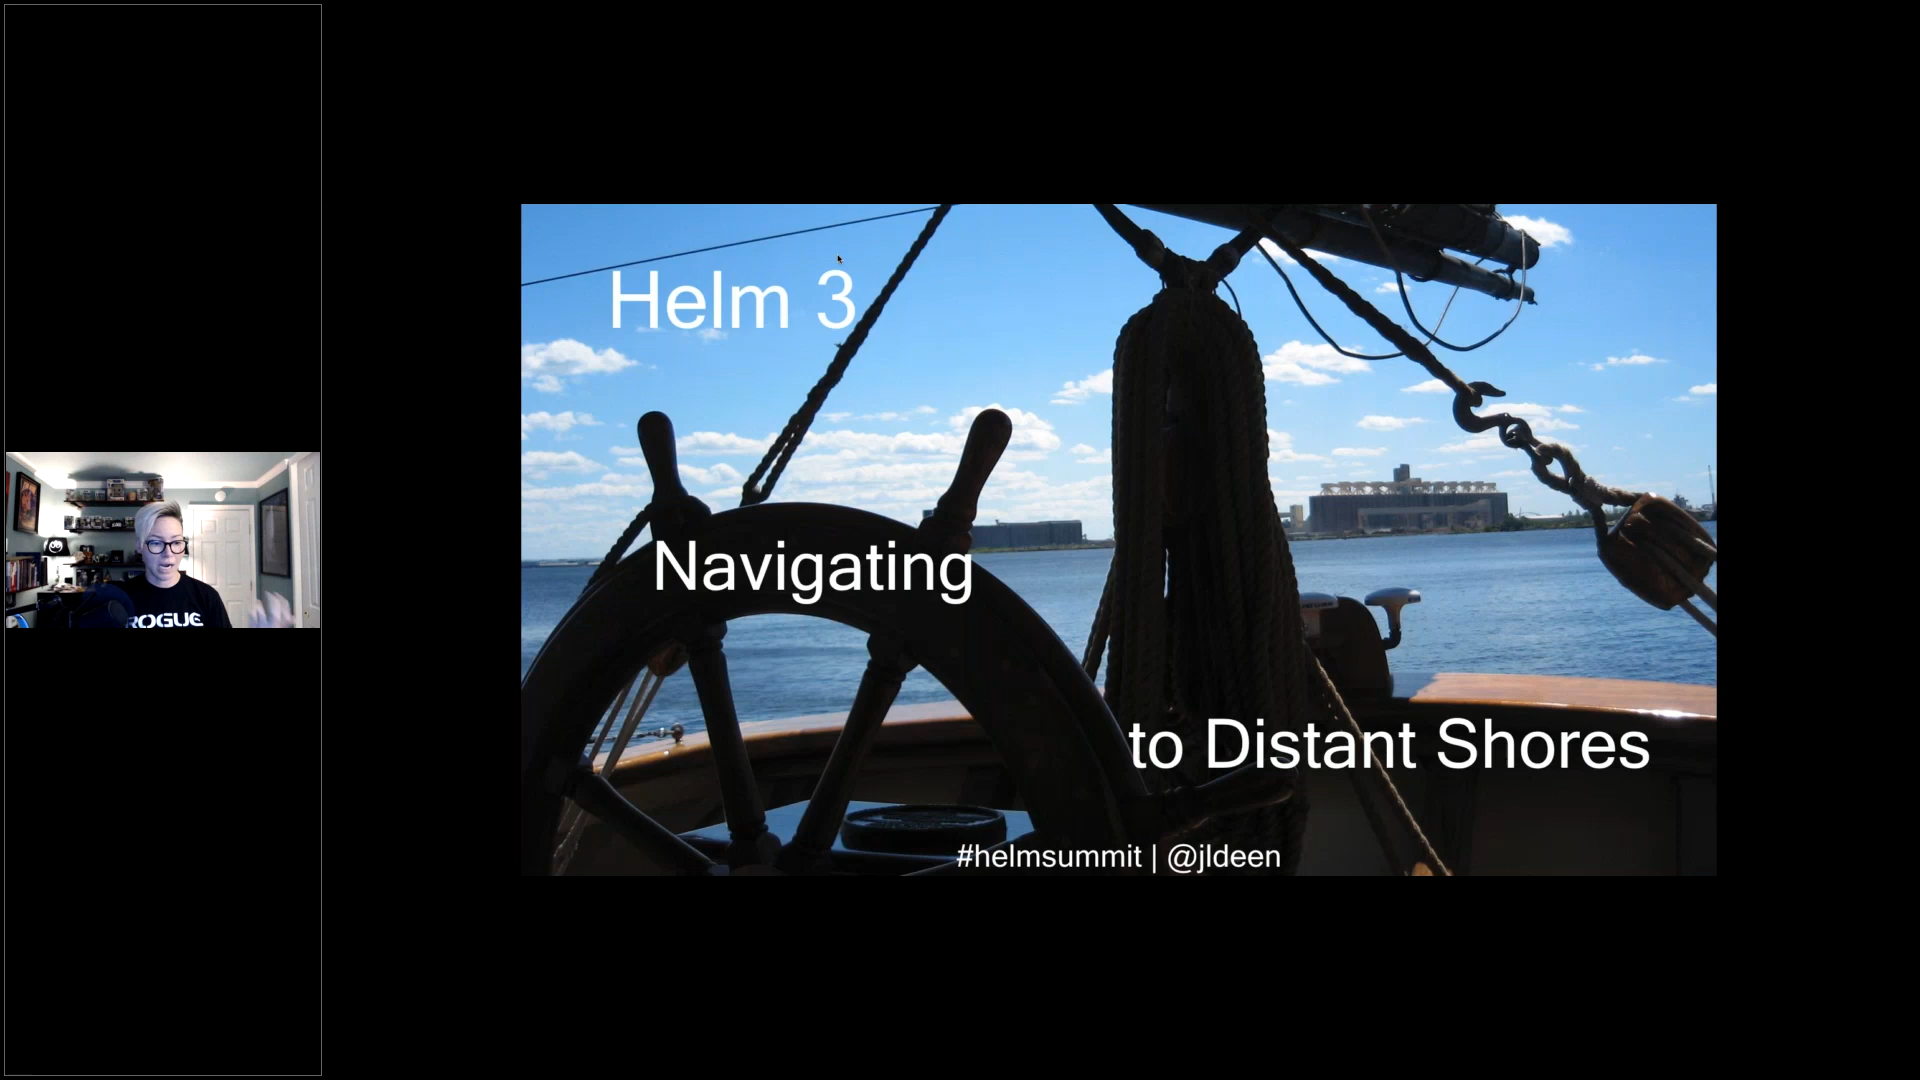 Helm 3
Navigating
to Distant Shores
#helmsummit | @jldeen
ROGUE